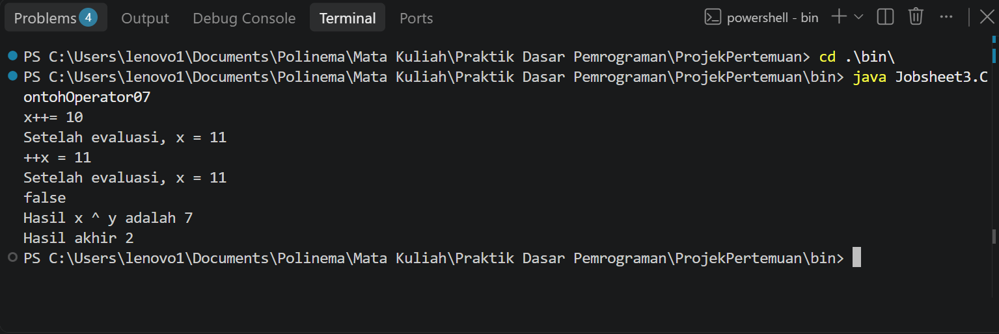 Problems 4 Output Debug Console Terminal Ports powershell - bin
PS C:\Users\lenovo1\Documents\Polinema\Mata Kuliah\Praktik Dasar Pemrograman\ProjekPertemuan> cd .\bin\
PS C:\Users\lenovo1\Documents\Polinema\Mata Kuliah\Praktik Dasar Pemrograman\ProjekPertemuan\bin> java Jobsheet3.C
ontohOperator07
x++= 10
Setelah evaluasi, x = 11
++x = 11
Setelah evaluasi, x = 11
false
Hasil x ^ y adalah 7
Hasil akhir 2
PS C:\Users\lenovo1\Documents\Polinema\Mata Kuliah\Praktik Dasar Pemrograman\ProjekPertemuan\bin>